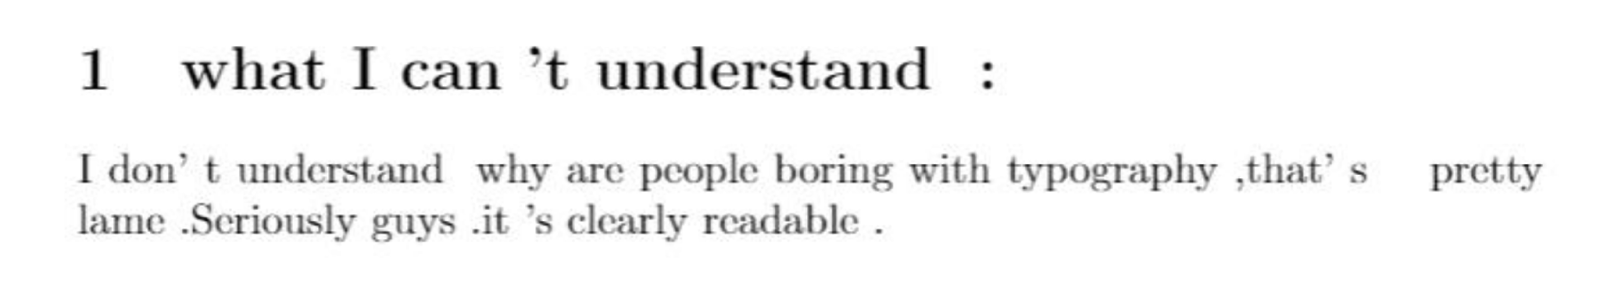 1 what I can ’t understand  :
I don’ t understand  why are people boring with typography ,that’ s   pretty
lame .Seriously guys .it ’s clearly readable .